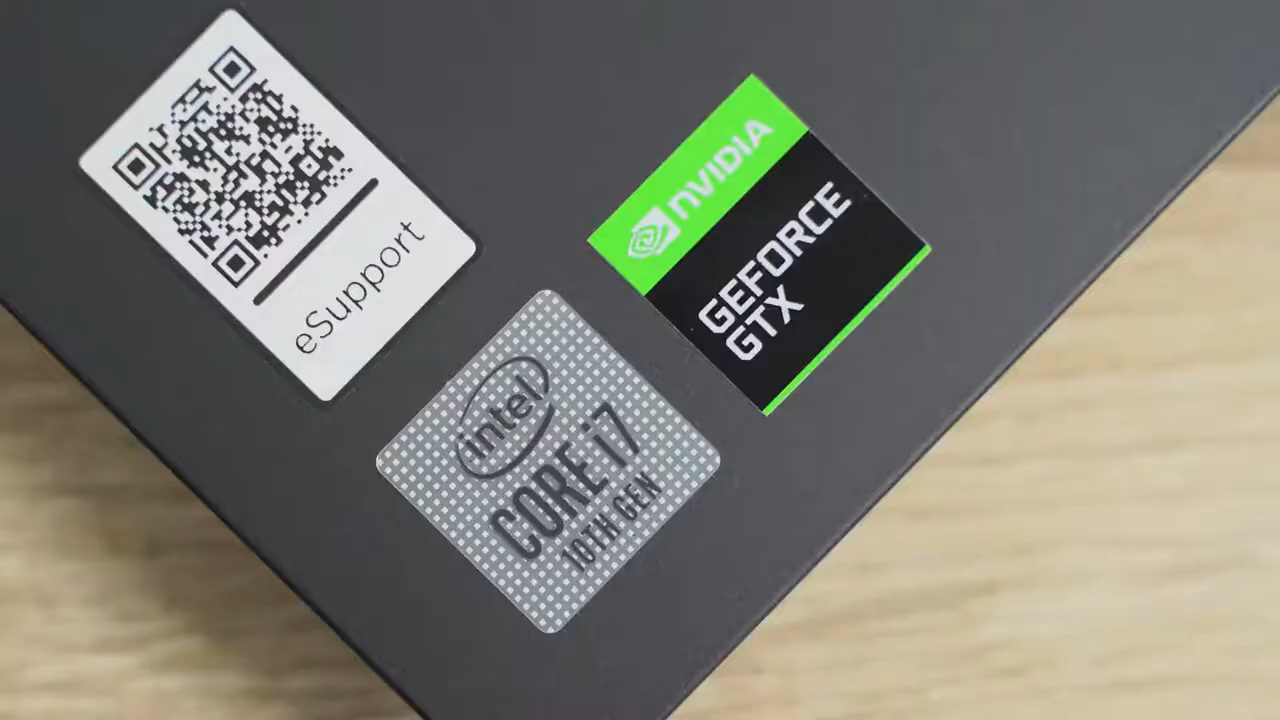 eSupport
nVIDIA
GEFORCE
GTX
intel
CORE i7
10TH GEN